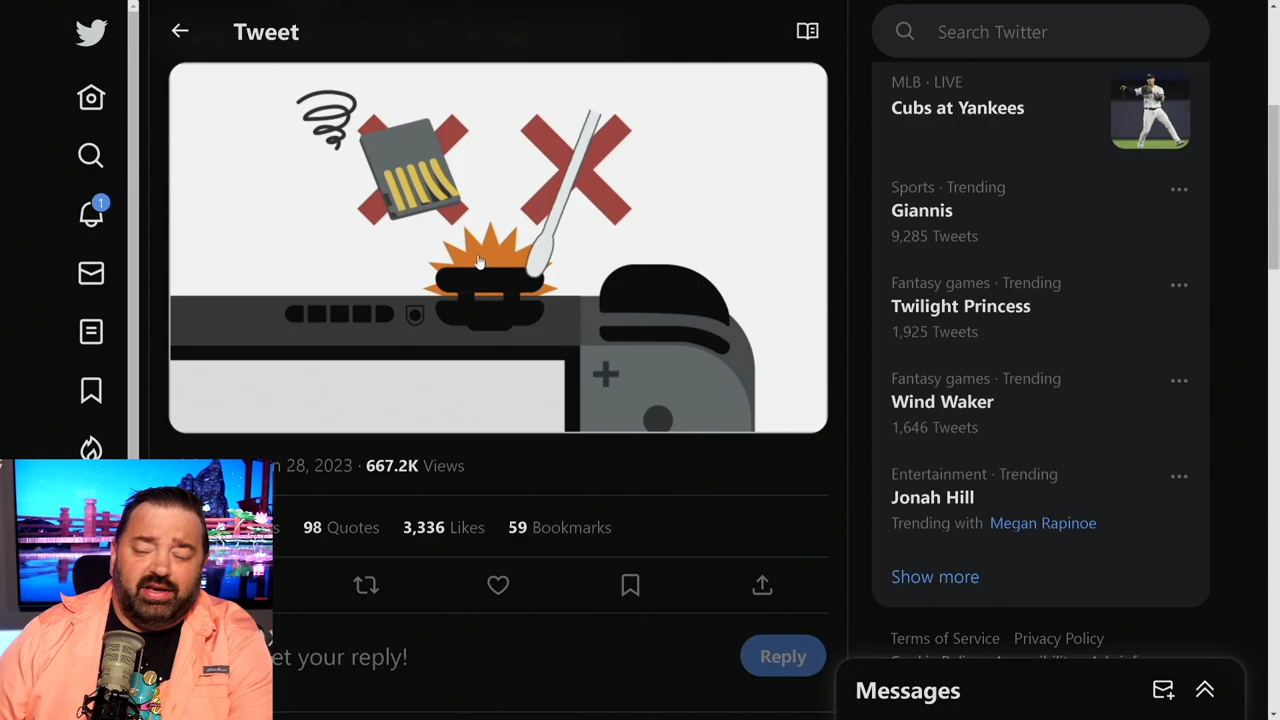 Tweet
28, 2023 · 667.2K Views
98 Quotes 3,336 Likes 59 Bookmarks
et your reply!
Reply
Search Twitter
MLB · LIVE
Cubs at Yankees
Sports · Trending
Giannis
9,285 Tweets
Fantasy games · Trending
Twilight Princess
1,925 Tweets
Fantasy games · Trending
Wind Waker
1,646 Tweets
Entertainment · Trending
Jonah Hill
Trending with Megan Rapinoe
Show more
Terms of Service Privacy Policy
Messages
1